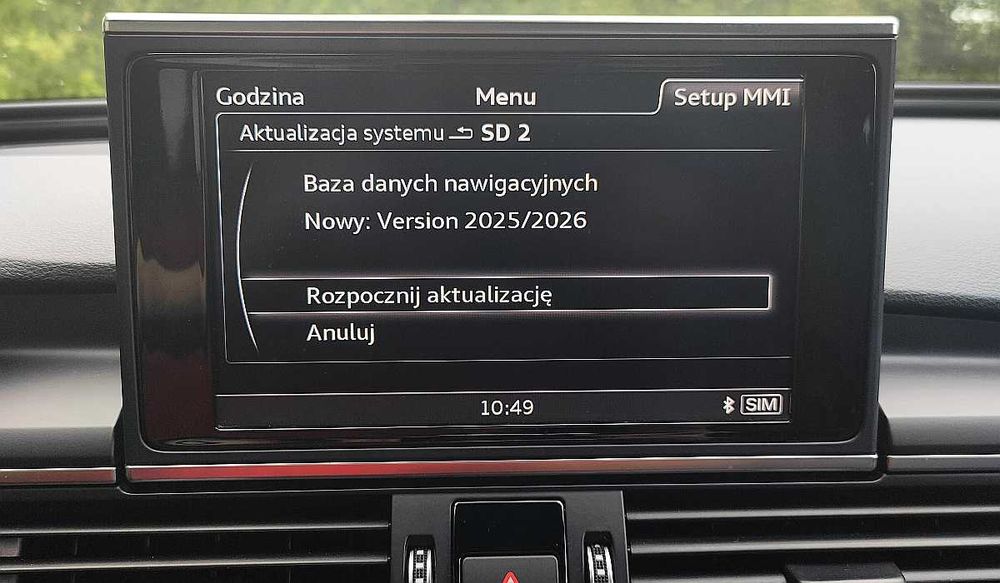 Godzina Menu Setup MMI
Aktualizacja systemu SD 2
Baza danych nawigacyjnych
Nowy: Version 2025/2026
Rozpocznij aktualizację
Anuluj
10:49 SIM